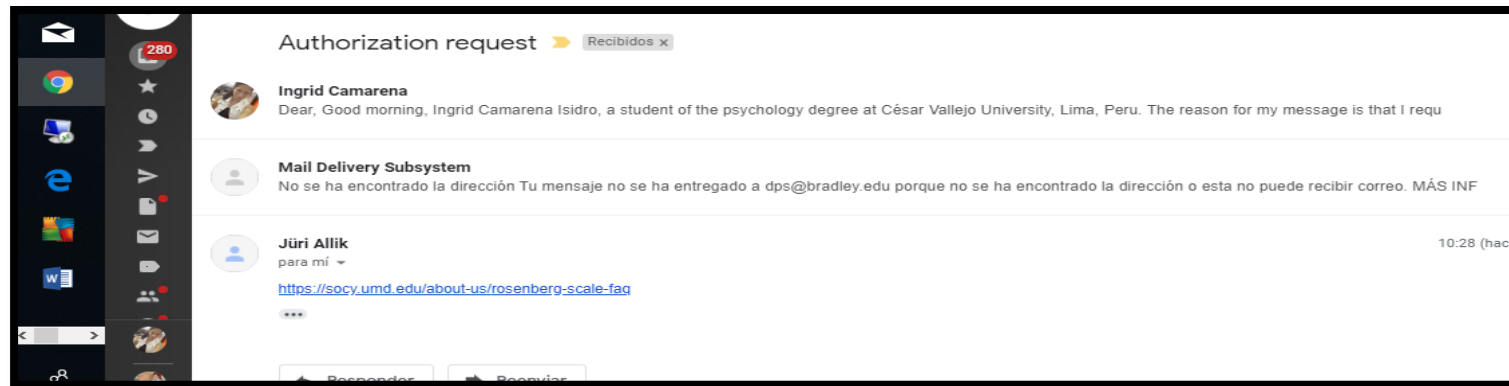 280
Authorization request
Recibidos x
Ingrid Camarena
Dear, Good morning, Ingrid Camarena Isidro, a student of the psychology degree at César Vallejo University, Lima, Peru. The reason for my message is that I requ
Mail Delivery Subsystem
No se ha encontrado la dirección Tu mensaje no se ha entregado a dps@bradley.edu porque no se ha encontrado la dirección o esta no puede recibir correo. MÁS INF
Jüri Allik
10:28 (hac
para mí
https://socy.umd.edu/about-us/rosenberg-scale-faq
Responder
Reenviar